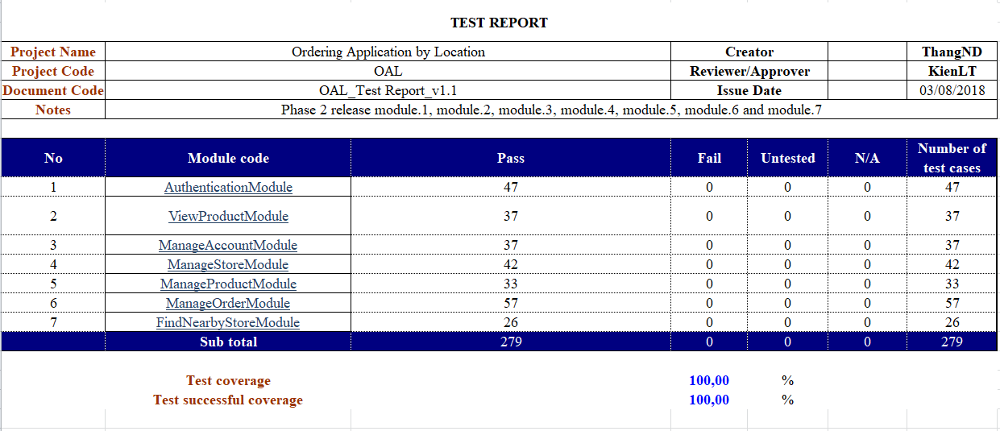 TEST REPORT
Project Name Ordering Application by Location Creator ThangND
Project Code OAL Reviewer/Approver KienLT
Document Code OAL_Test Report_v1.1 Issue Date 03/08/2018
Notes Phase 2 release module.1, module.2, module.3, module.4, module.5, module.6 and module.7
No Module code Pass Fail Untested N/A Number of test cases
1 AuthenticationModule 47 0 0 0 47
2 ViewProductModule 37 0 0 0 37
3 ManageAccountModule 37 0 0 0 37
4 ManageStoreModule 42 0 0 0 42
5 ManageProductModule 33 0 0 0 33
6 ManageOrderModule 57 0 0 0 57
7 FindNearbyStoreModule 26 0 0 0 26
Sub total 279 0 0 0 279
Test coverage 100,00 %
Test successful coverage 100,00 %